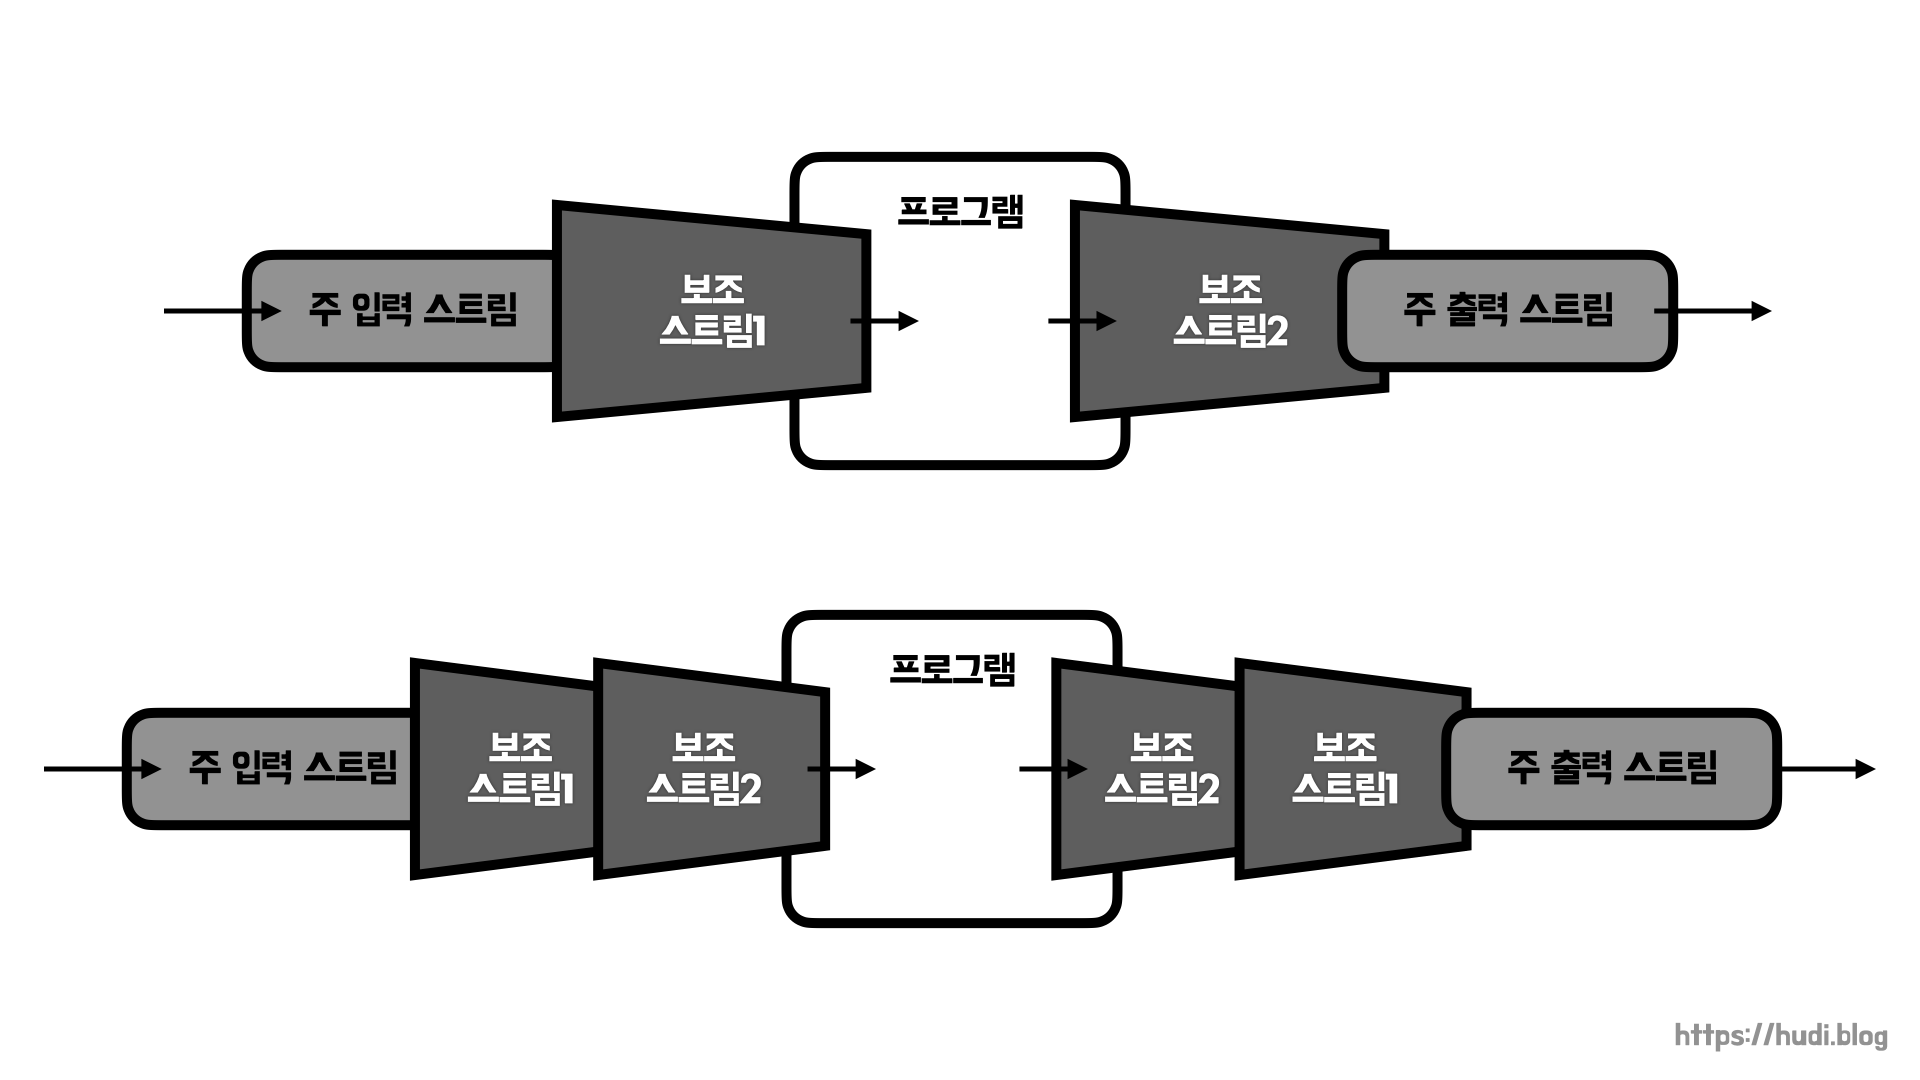 프로그램
주 입력 스트림
보조
스트림1
보조
스트림2
주 출력 스트림
프로그램
주 입력 스트림
보조
스트림1
보조
스트림2
보조
스트림2
보조
스트림1
주 출력 스트림
https://hudi.blog